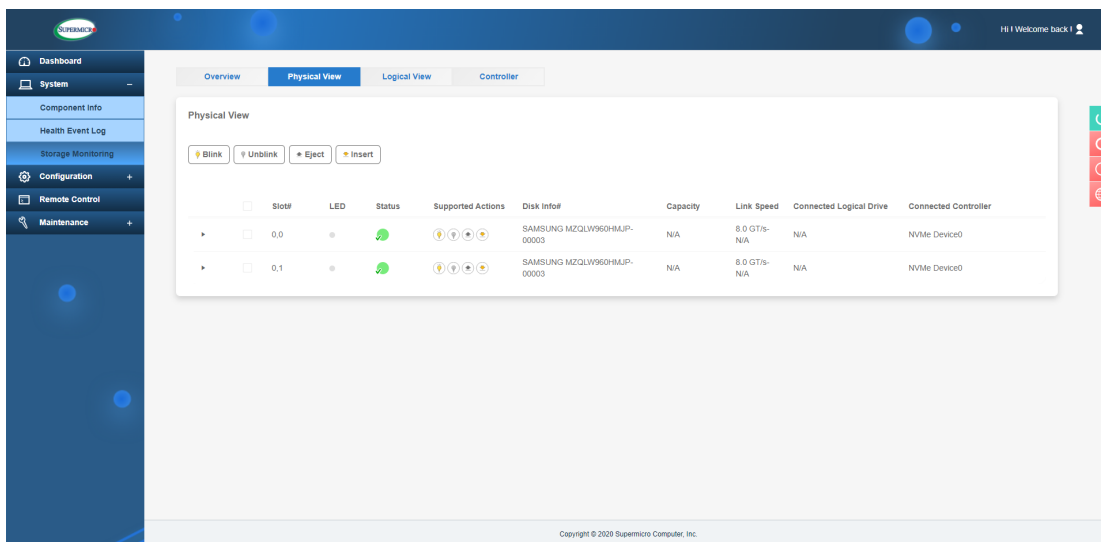 SUPERMICR
Hi ! Welcome back !
Dashboard
System −
Component Info
Health Event Log
Storage Monitoring
Configuration +
Remote Control
Maintenance +
Overview Physical View Logical View Controller
Physical View
Blink Unblink Eject Insert
Slot# LED Status Supported Actions Disk Info# Capacity Link Speed Connected Logical Drive Connected Controller
0,0 SAMSUNG MZQLW960HMJP- N/A 8.0 GT/s- N/A NVMe Device0
00003 N/A
0,1 SAMSUNG MZQLW960HMJP- N/A 8.0 GT/s- N/A NVMe Device0
00003 N/A
Copyright © 2020 Supermicro Computer, Inc.